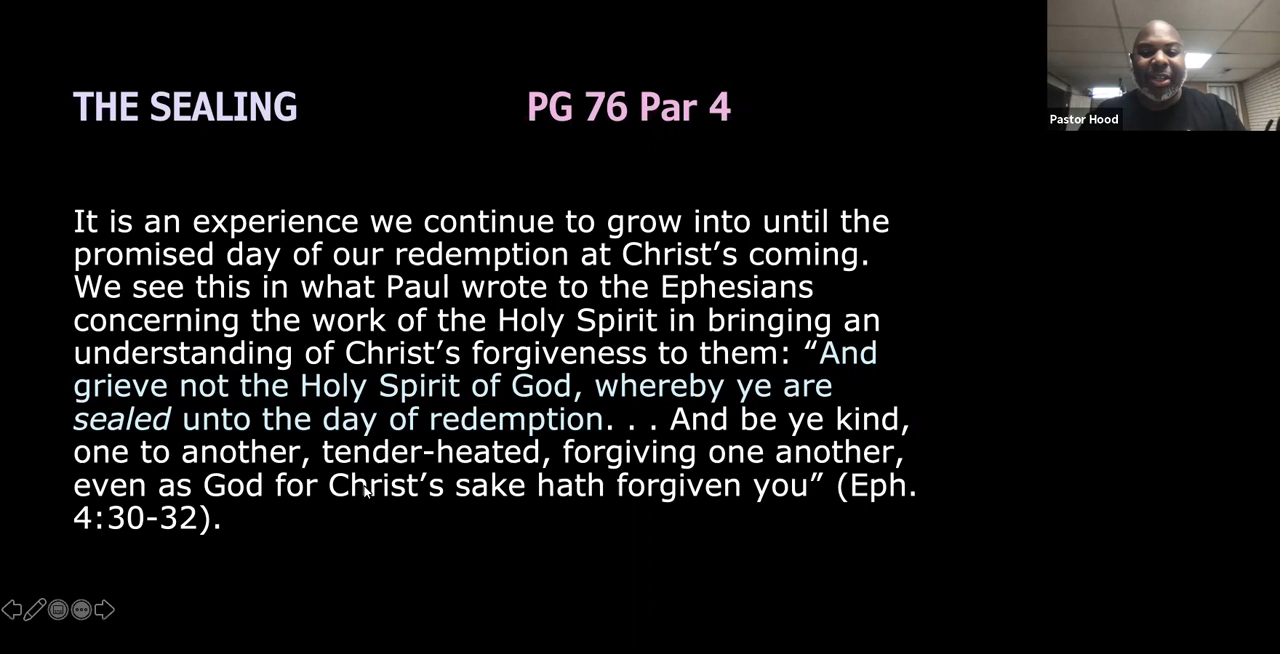 THE SEALING PG 76 Par 4
Pastor Hood
It is an experience we continue to grow into until the
promised day of our redemption at Christ’s coming.
We see this in what Paul wrote to the Ephesians
concerning the work of the Holy Spirit in bringing an
understanding of Christ’s forgiveness to them: “And
grieve not the Holy Spirit of God, whereby ye are
sealed unto the day of redemption. . . And be ye kind,
one to another, tender-heated, forgiving one another,
even as God for Christ’s sake hath forgiven you” (Eph.
4:30-32).